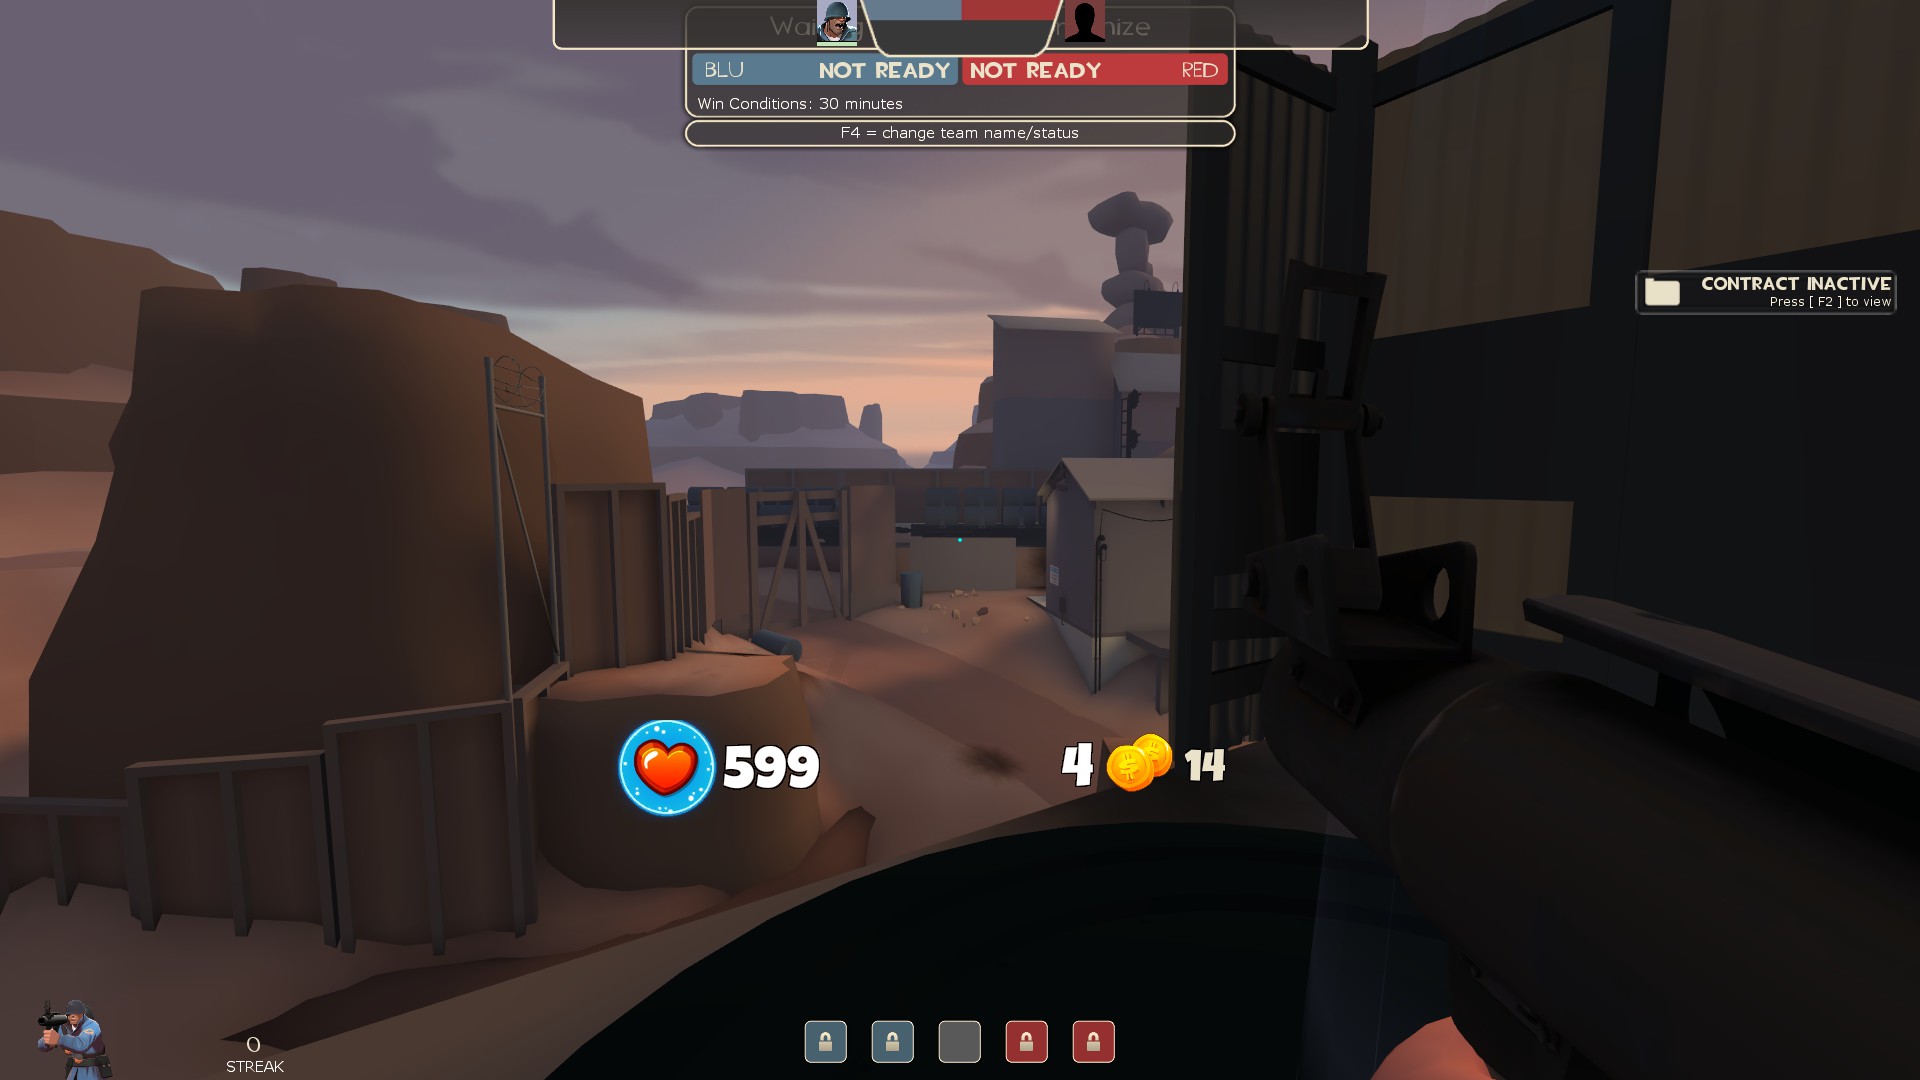 BLU NOT READY NOT READY RED
Win Conditions: 30 minutes
F4 = change team name/status
CONTRACT INACTIVE
Press [ F2 ] to view
599
4 14
0
STREAK